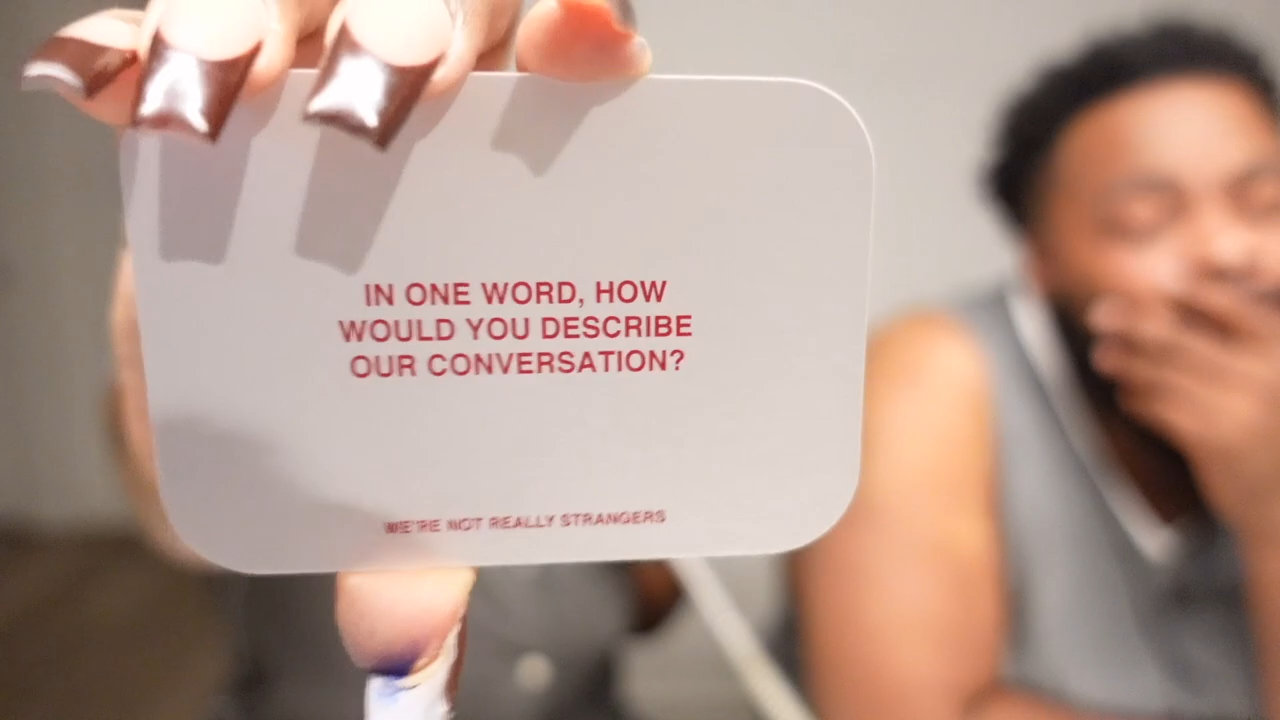 IN ONE WORD, HOW
WOULD YOU DESCRIBE
OUR CONVERSATION?
WE'RE NOT REALLY STRANGERS